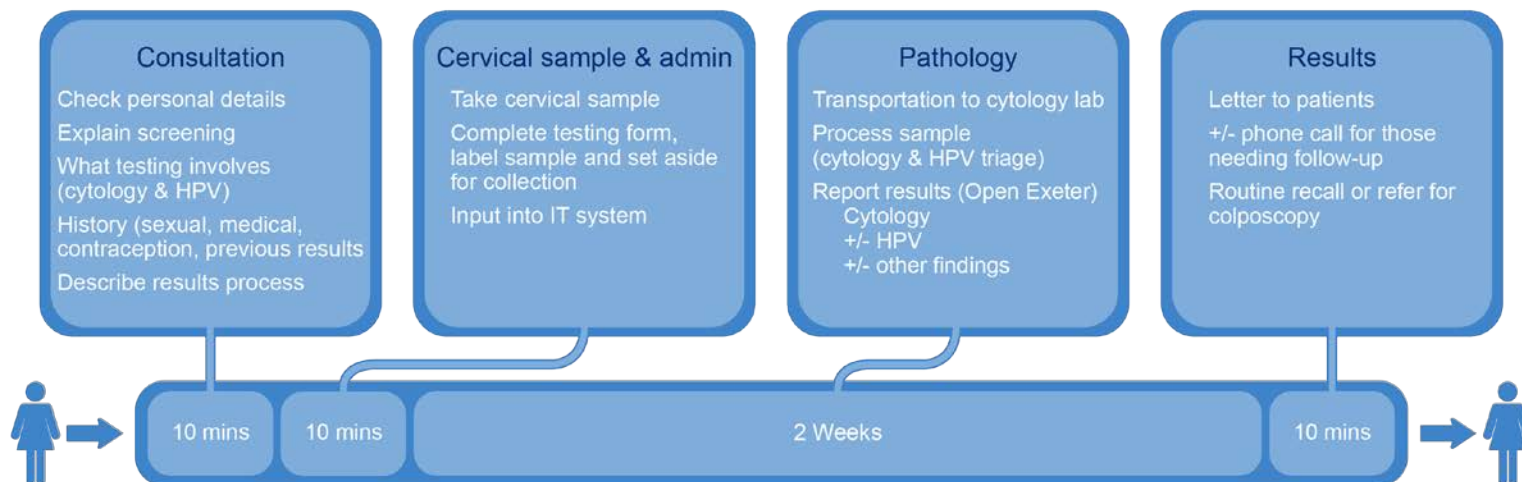 Consultation
Check personal details
Explain screening
What testing involves
(cytology & HPV)
History (sexual, medical,
contraception, previous results
Describe results process
Cervical sample & admin
Take cervical sample
Complete testing form,
label sample and set aside
for collection
Input into IT system
Pathology
Transportation to cytology lab
Process sample
(cytology & HPV triage)
Report results (Open Exeter)
Cytology
+/- HPV
+/- other findings
Results
Letter to patients
+/- phone call for those
needing follow-up
Routine recall or refer for
colposcopy
10 mins
10 mins
2 Weeks
10 mins